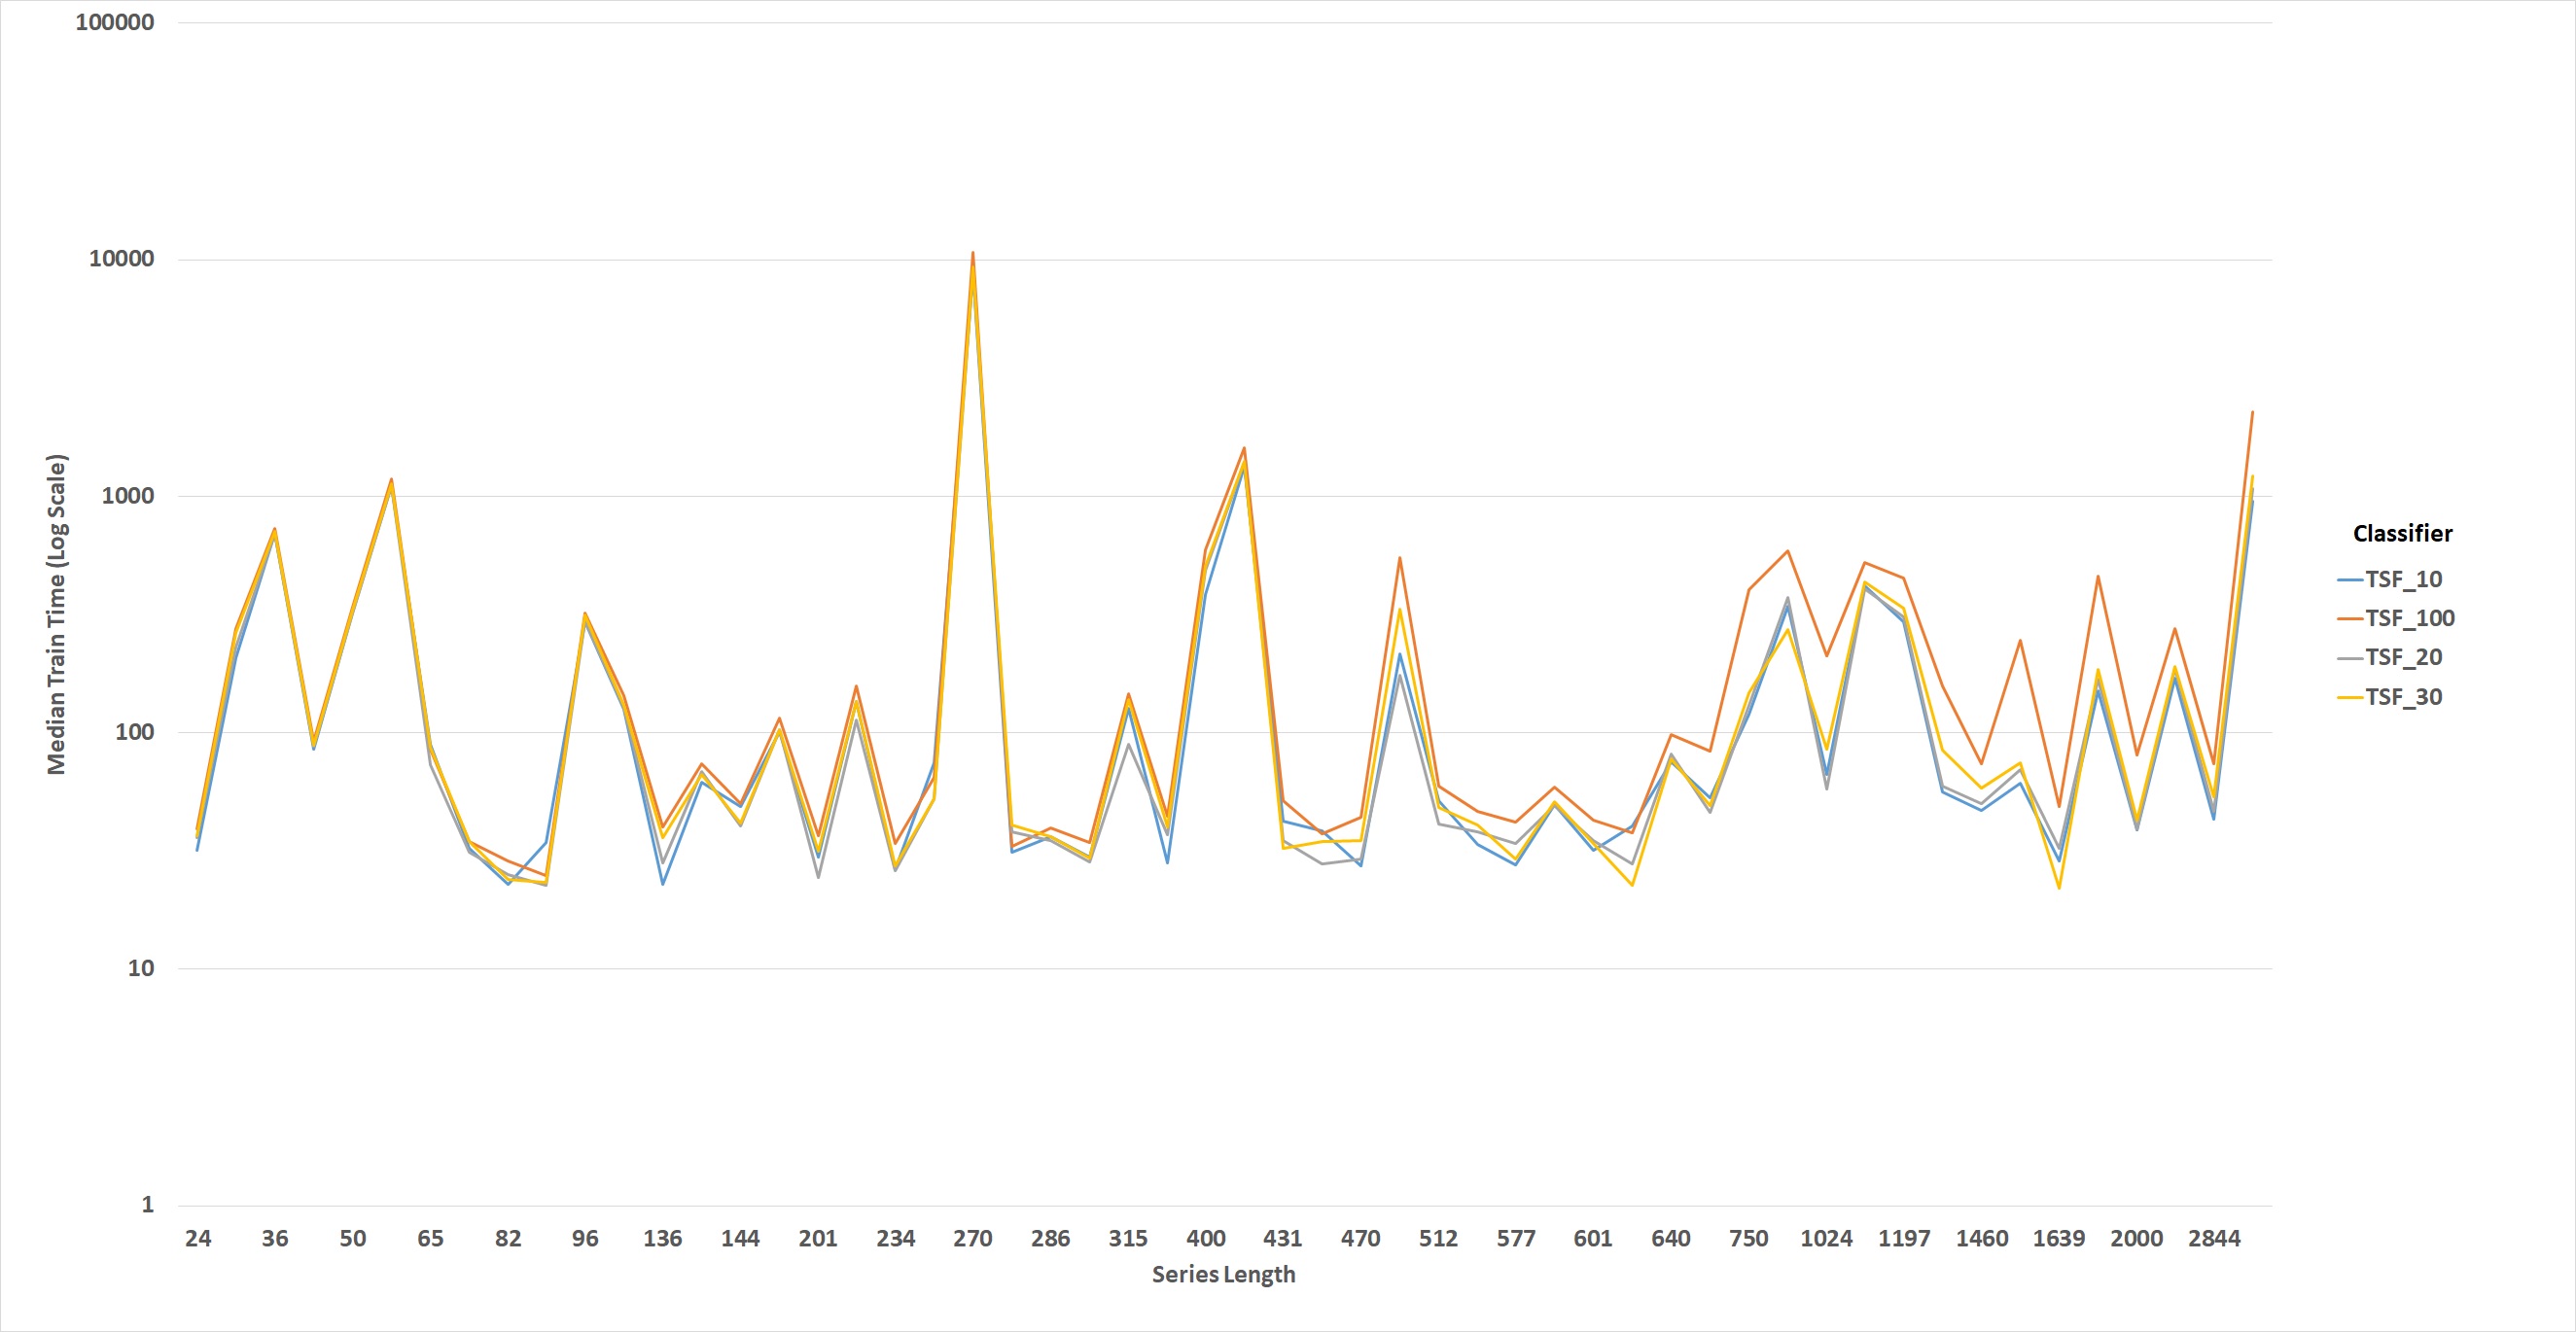 100000
10000
1000
100
10
1
Median Train Time (Log Scale)
24 36 50 65 82 96 136 144 201 234 270 286 315 400 431 470 512 577 601 640 750 1024 1197 1460 1639 2000 2844
Series Length
Classifier
TSF_10
TSF_100
TSF_20
TSF_30